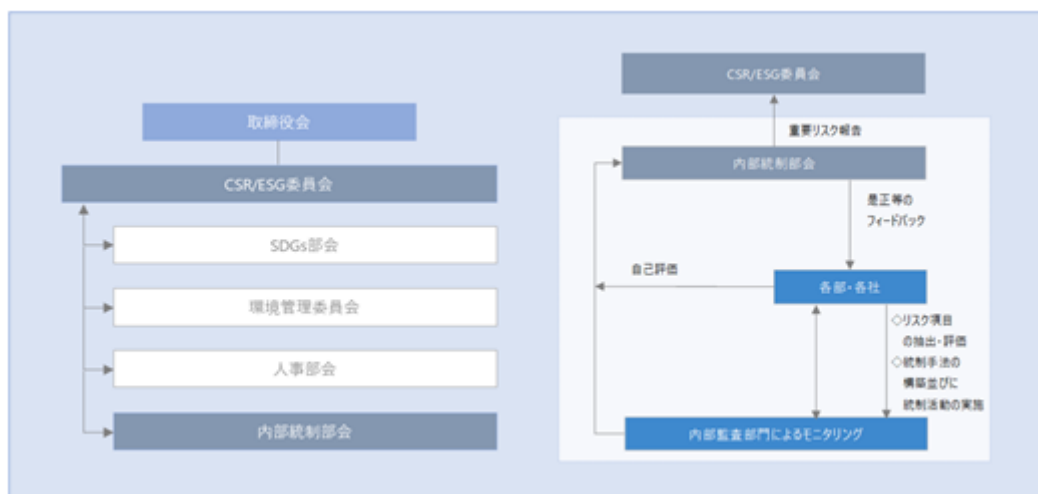 取締役会
CSR/ESG委員会
SDGs部会
環境管理委員会
人事部会
内部統制部会
CSR/ESG委員会
重要リスク報告
内部統制部会
是正等の
フィードバック
自己評価
各部・各社
◇リスク項目
の抽出・評価
◇統制手法の
構築並びに
統制活動の実施
内部監査部門によるモニタリング